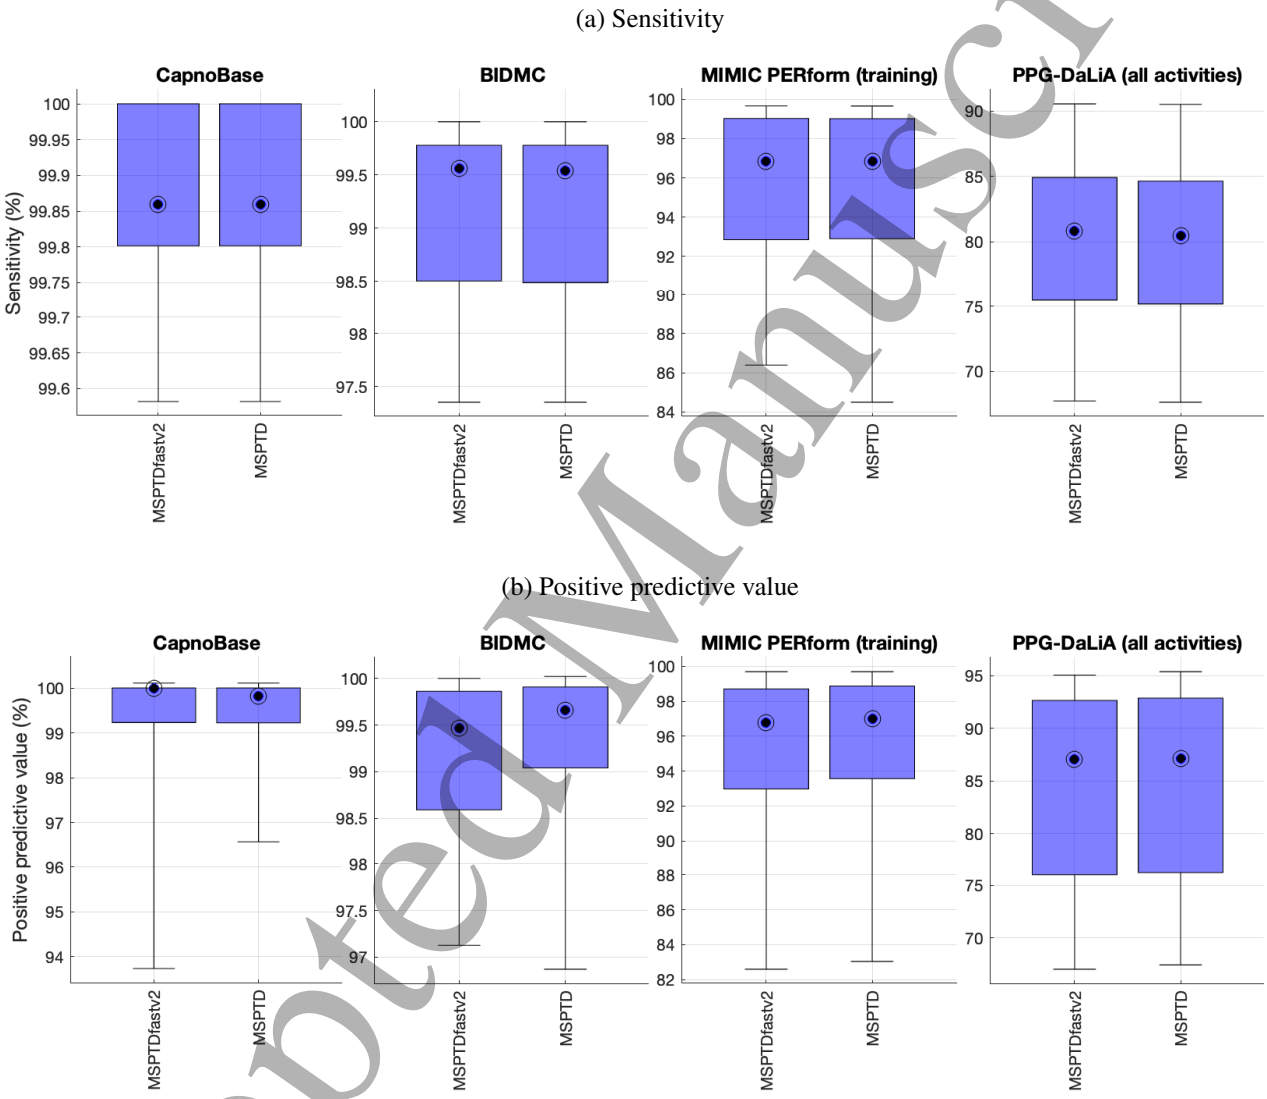 (a) Sensitivity
CapnoBase
BIDMC
MIMIC PERform (training)
PPG-DaLiA (all activities)
Sensitivity (%)
100
99.95
99.9
99.85
99.8
99.75
99.7
99.65
99.6
MSPTDfastv2
MSPTD
100
99.5
99
98.5
98
97.5
MSPTDfastv2
MSPTD
100
98
96
94
92
90
88
86
84
MSPTDfastv2
MSPTD
90
85
80
75
70
MSPTDfastv2
MSPTD
(b) Positive predictive value
CapnoBase
BIDMC
MIMIC PERform (training)
PPG-DaLiA (all activities)
Positive predictive value (%)
100
99
98
97
96
95
94
MSPTDfastv2
MSPTD
100
99.5
99
98.5
98
97.5
97
MSPTDfastv2
MSPTD
100
98
96
94
92
90
88
86
84
82
MSPTDfastv2
MSPTD
95
90
85
80
75
70
MSPTDfastv2
MSPTD
pted Manuscri